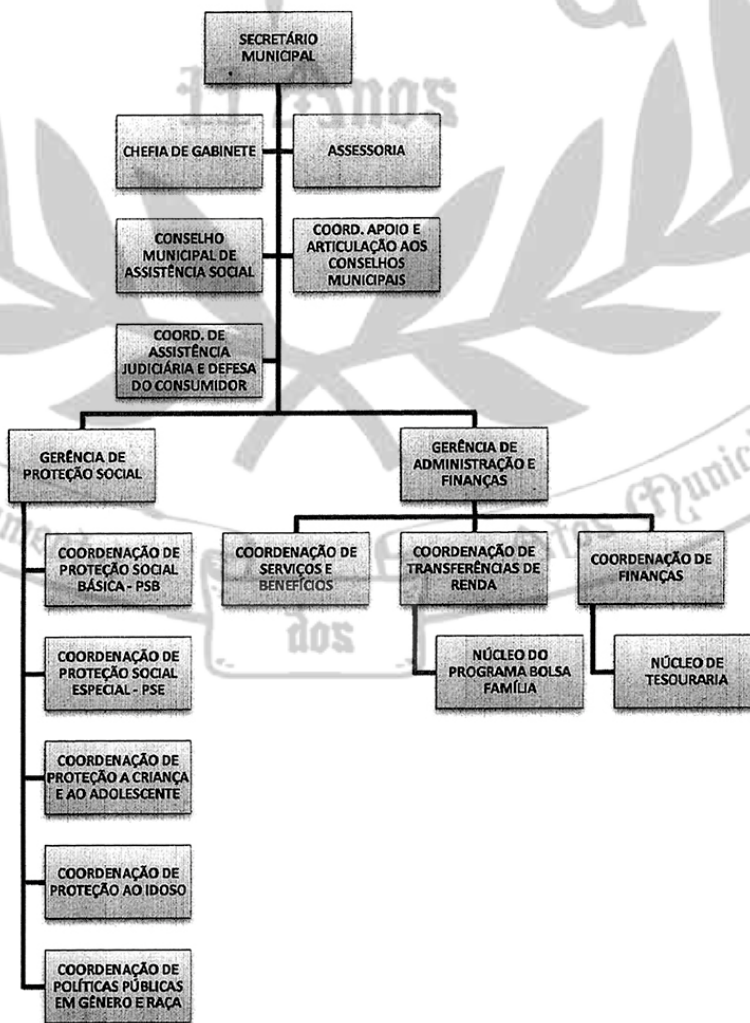 SECRETÁRIO
MUNICIPAL
11 Anos
CHEFIA DE GABINETE
ASSESSORIA
CONSELHO
MUNICIPAL DE
ASSISTÊNCIA SOCIAL
COORD. APOIO E
ARTICULAÇÃO AOS
CONSELHOS
MUNICIPAIS
COORD. DE
ASSISTÊNCIA
JUDICIÁRIA E DEFESA
DO CONSUMIDOR
GERÊNCIA DE
PROTEÇÃO SOCIAL
GERÊNCIA DE
ADMINISTRAÇÃO E
FINANÇAS
COORDENAÇÃO DE
PROTEÇÃO SOCIAL
BÁSICA - PSB
COORDENAÇÃO DE
SERVIÇOS E
BENEFÍCIOS
COORDENAÇÃO DE
TRANSFERÊNCIAS DE
RENDA
COORDENAÇÃO DE
FINANÇAS
dos
COORDENAÇÃO DE
PROTEÇÃO SOCIAL
ESPECIAL - PSE
NÚCLEO DO
PROGRAMA BOLSA
FAMÍLIA
NÚCLEO DE
TESOURARIA
COORDENAÇÃO DE
PROTEÇÃO A CRIANÇA
E AO ADOLESCENTE
COORDENAÇÃO DE
PROTEÇÃO AO IDOSO
COORDENAÇÃO DE
POLÍTICAS PÚBLICAS
EM GÊNERO E RAÇA